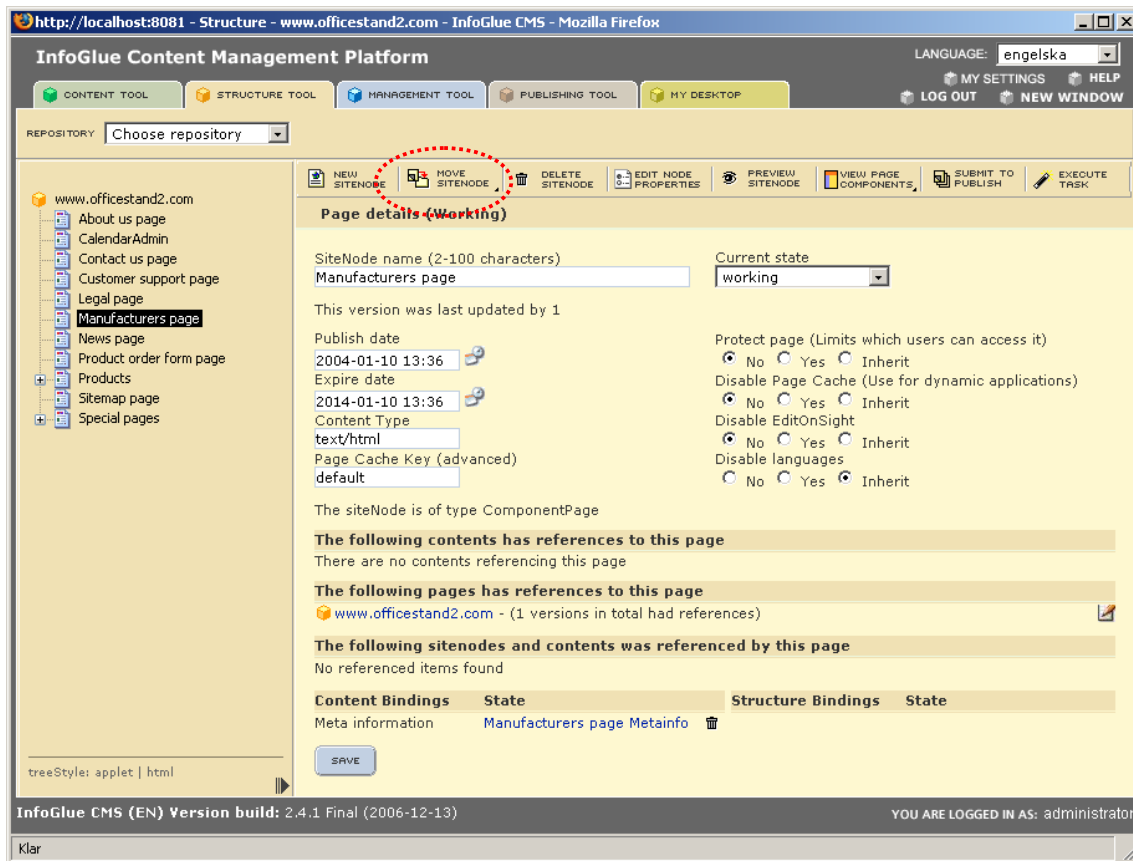 http://localhost:8081 - Structure - www.officestand2.com - InfoGlue CMS - Mozilla Firefox
InfoGlue Content Management Platform
LANGUAGE: engelska
MY SETTINGS HELP
LOG OUT NEW WINDOW
CONTENT TOOL STRUCTURE TOOL MANAGEMENT TOOL PUBLISHING TOOL MY DESKTOP
REPOSITORY Choose repository
NEW SITENODE MOVE SITENODE DELETE SITENODE EDIT NODE PROPERTIES PREVIEW SITENODE VIEW PAGE COMPONENTS SUBMIT TO PUBLISH EXECUTE TASK
www.officestand2.com
About us page
CalendarAdmin
Contact us page
Customer support page
Legal page
Manufacturers page
News page
Product order form page
Products
Sitemap page
Special pages
treeStyle: applet | html
Page details (Working)
SiteNode name (2-100 characters)
Manufacturers page
Current state
working
This version was last updated by 1
Publish date
2004-01-10 13:36
Expire date
2014-01-10 13:36
Content Type
text/html
Page Cache Key (advanced)
default
Protect page (Limits which users can access it)
No Yes Inherit
Disable Page Cache (Use for dynamic applications)
No Yes Inherit
Disable EditOnSight
No Yes Inherit
Disable languages
No Yes Inherit
The siteNode is of type ComponentPage
The following contents has references to this page
There are no contents referencing this page
The following pages has references to this page
www.officestand2.com - (1 versions in total had references)
The following sitenodes and contents was referenced by this page
No referenced items found
Content Bindings State Structure Bindings State
Meta information Manufacturers page Metainfo
SAVE
InfoGlue CMS (EN) Version build: 2.4.1 Final (2006-12-13)
YOU ARE LOGGED IN AS: administrator
Klar